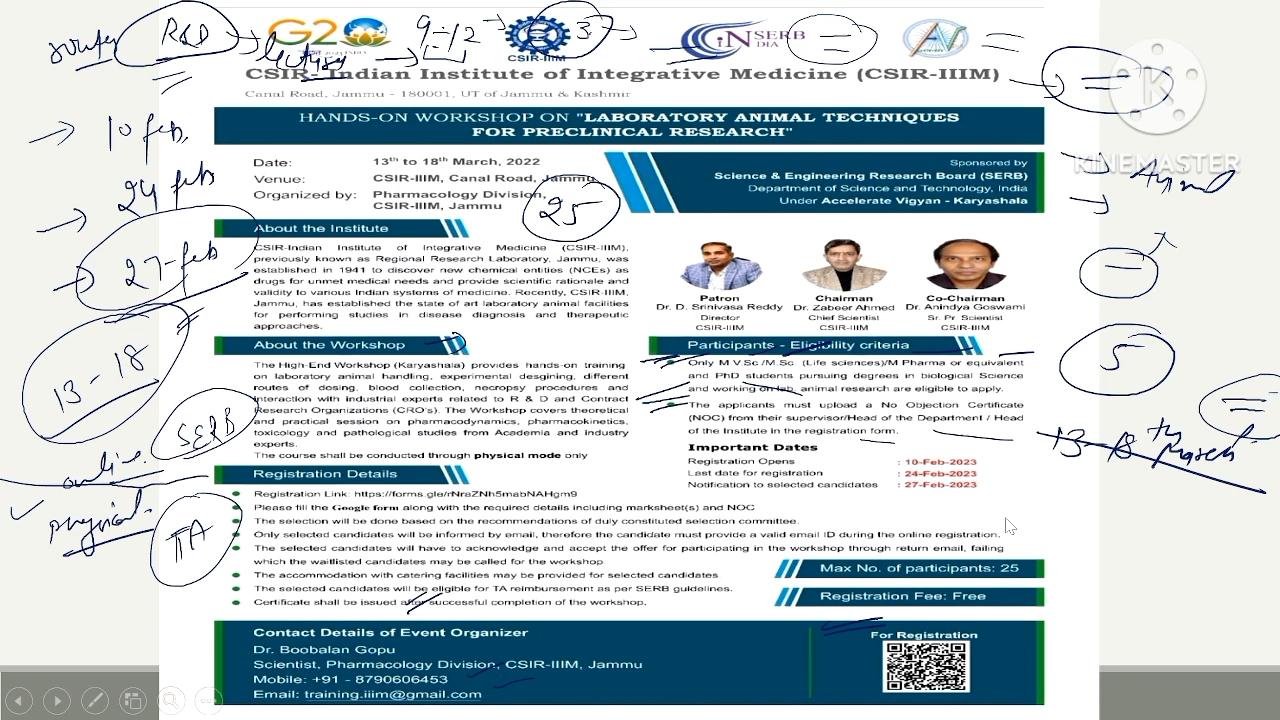 R&D
9-12
3
G20
CSIR-IIIM
iNSERB
INDIA
K
KINEMASTER
CSIR- Indian Institute of Integrative Medicine (CSIR-IIIM)
Canal Road, Jammu - 180001, UT of Jammu & Kashmir
HANDS-ON WORKSHOP ON "LABORATORY ANIMAL TECHNIQUES
FOR PRECLINICAL RESEARCH"
Date: 13th to 18th March, 2022
Venue: CSIR-IIIM, Canal Road, Jammu
Organized by: Pharmacology Division,
CSIR-IIIM, Jammu
25
Sponsored by
Science & Engineering Research Board (SERB)
Department of Science and Technology, India
Under Accelerate Vigyan - Karyashala
10 feb
24 feb
27-feb
13-18
SERB
online
physical
TA
About the Institute
CSIR-Indian Institute of Integrative Medicine (CSIR-IIIM),
previously known as Regional Research Laboratory, Jammu, was
established in 1941 to discover new chemical entities (NCEs) as
drugs for unmet medical needs and provide scientific rationale and
validity to various Indian systems of medicine. Recently, CSIR-IIIM,
Jammu, has established the state of art laboratory animal facilities
for performing studies in disease diagnosis and therapeutic
approaches.
Patron
Dr. D. Srinivasa Reddy
Director
CSIR-IIIM
Chairman
Dr. Zabeer Ahmed
Chief Scientist
CSIR-IIIM
Co-Chairman
Dr. Anindya Goswami
Sr. Pr. Scientist
CSIR-IIIM
About the Workshop
The High-End Workshop (Karyashala) provides hands-on training
on laboratory animal handling, experimental desgining, different
routes of dosing, blood collection, necropsy procedures and
interaction with industrial experts related to R & D and Contract
Research Organizations (CRO's). The Workshop covers theoretical
and practical session on pharmacodynamics, pharmacokinetics,
toxicology and pathological studies from Academia and industry
experts.
The course shall be conducted through physical mode only
Participants - Eligibility criteria
Only M.V.Sc /M.Sc (Life sciences)/M Pharma or equivalent
and PhD students pursuing degrees in biological Science
and working on lab. animal research are eligible to apply.
The applicants must upload a No Objection Certificate
(NOC) from their supervisor/Head of the Department / Head
of the Institute in the registration form.
5
13-18th March
Important Dates
Registration Opens : 10-Feb-2023
Last date for registration : 24-Feb-2023
Notification to selected candidates : 27-Feb-2023
Registration Details
Registration Link: https://forms.gle/rNraZNh5mabNAHgm9
Please fill the Google form along with the required details including marksheet(s) and NOC
The selection will be done based on the recommendations of duly constituted selection committee.
Only selected candidates will be informed by email, therefore the candidate must provide a valid email ID during the online registration.
The selected candidates will have to acknowledge and accept the offer for participating in the workshop through return email, failing
which the waitlisted candidates may be called for the workshop
The accommodation with catering facilities may be provided for selected candidates
The selected candidates will be eligible for TA reimbursement as per SERB guidelines.
Certificate shall be issued after successful completion of the workshop.
Max No. of participants: 25
Registration Fee: Free
Contact Details of Event Organizer
Dr. Boobalan Gopu
Scientist, Pharmacology Division, CSIR-IIIM, Jammu
Mobile: +91 - 8790606453
Email: training.iiim@gmail.com
For Registration